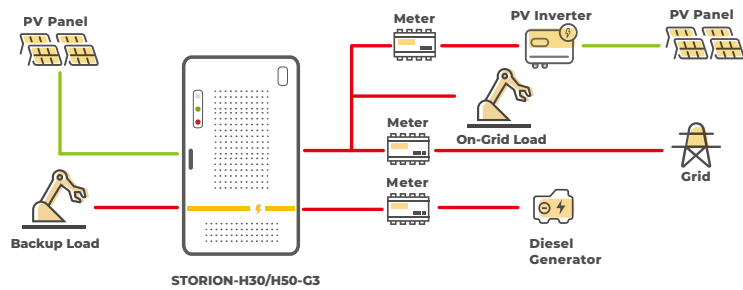 PV Panel
Meter
PV Inverter
PV Panel
Meter
On-Grid Load
Grid
Meter
Backup Load
Diesel
Generator
STORION-H30/H50-G3